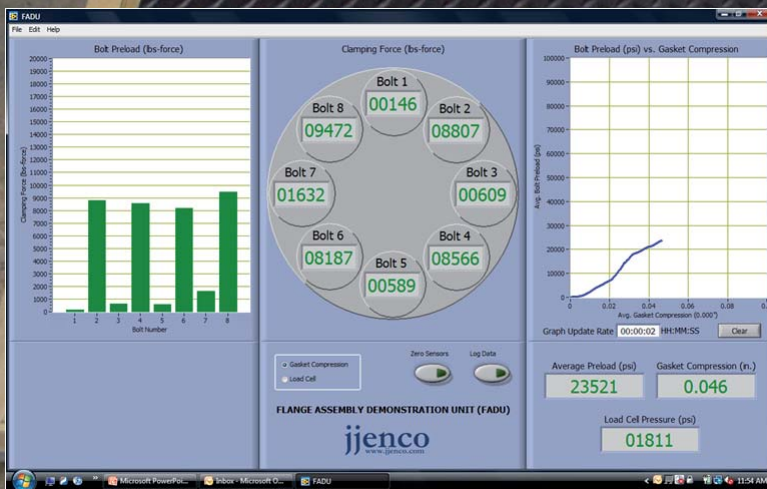 FADU
File Edit Help
Bolt Preload (lbs-force)
20000
19000
18000
17000
16000
15000
14000
13000
12000
11000
10000
9000
8000
7000
6000
5000
4000
3000
2000
1000
0
Clamping Force (lbs-force)
1 2 3 4 5 6 7 8
Bolt Number
Clamping Force (lbs-force)
Bolt 1
00146
Bolt 2
08807
Bolt 3
00609
Bolt 4
08566
Bolt 5
00589
Bolt 6
08187
Bolt 7
01632
Bolt 8
09472
Gasket Compression
Load Cell
Zero Sensors
Log Data
FLANGE ASSEMBLY DEMONSTRATION UNIT (FADU)
jjenco
www.jjenco.com
Bolt Preload (psi) vs. Gasket Compression
100000
90000
80000
70000
60000
50000
40000
30000
20000
10000
0
Avg. Bolt Preload (psi)
0 0.02 0.04 0.06 0.08
Avg. Gasket Compression (0.000")
Graph Update Rate 00:00:02 HH:MM:SS Clear
Average Preload (psi)
23521
Gasket Compression (in.)
0.046
Load Cell Pressure (psi)
01811
Microsoft PowerPoi... Inbox - Microsoft O... FADU 11:54 AM